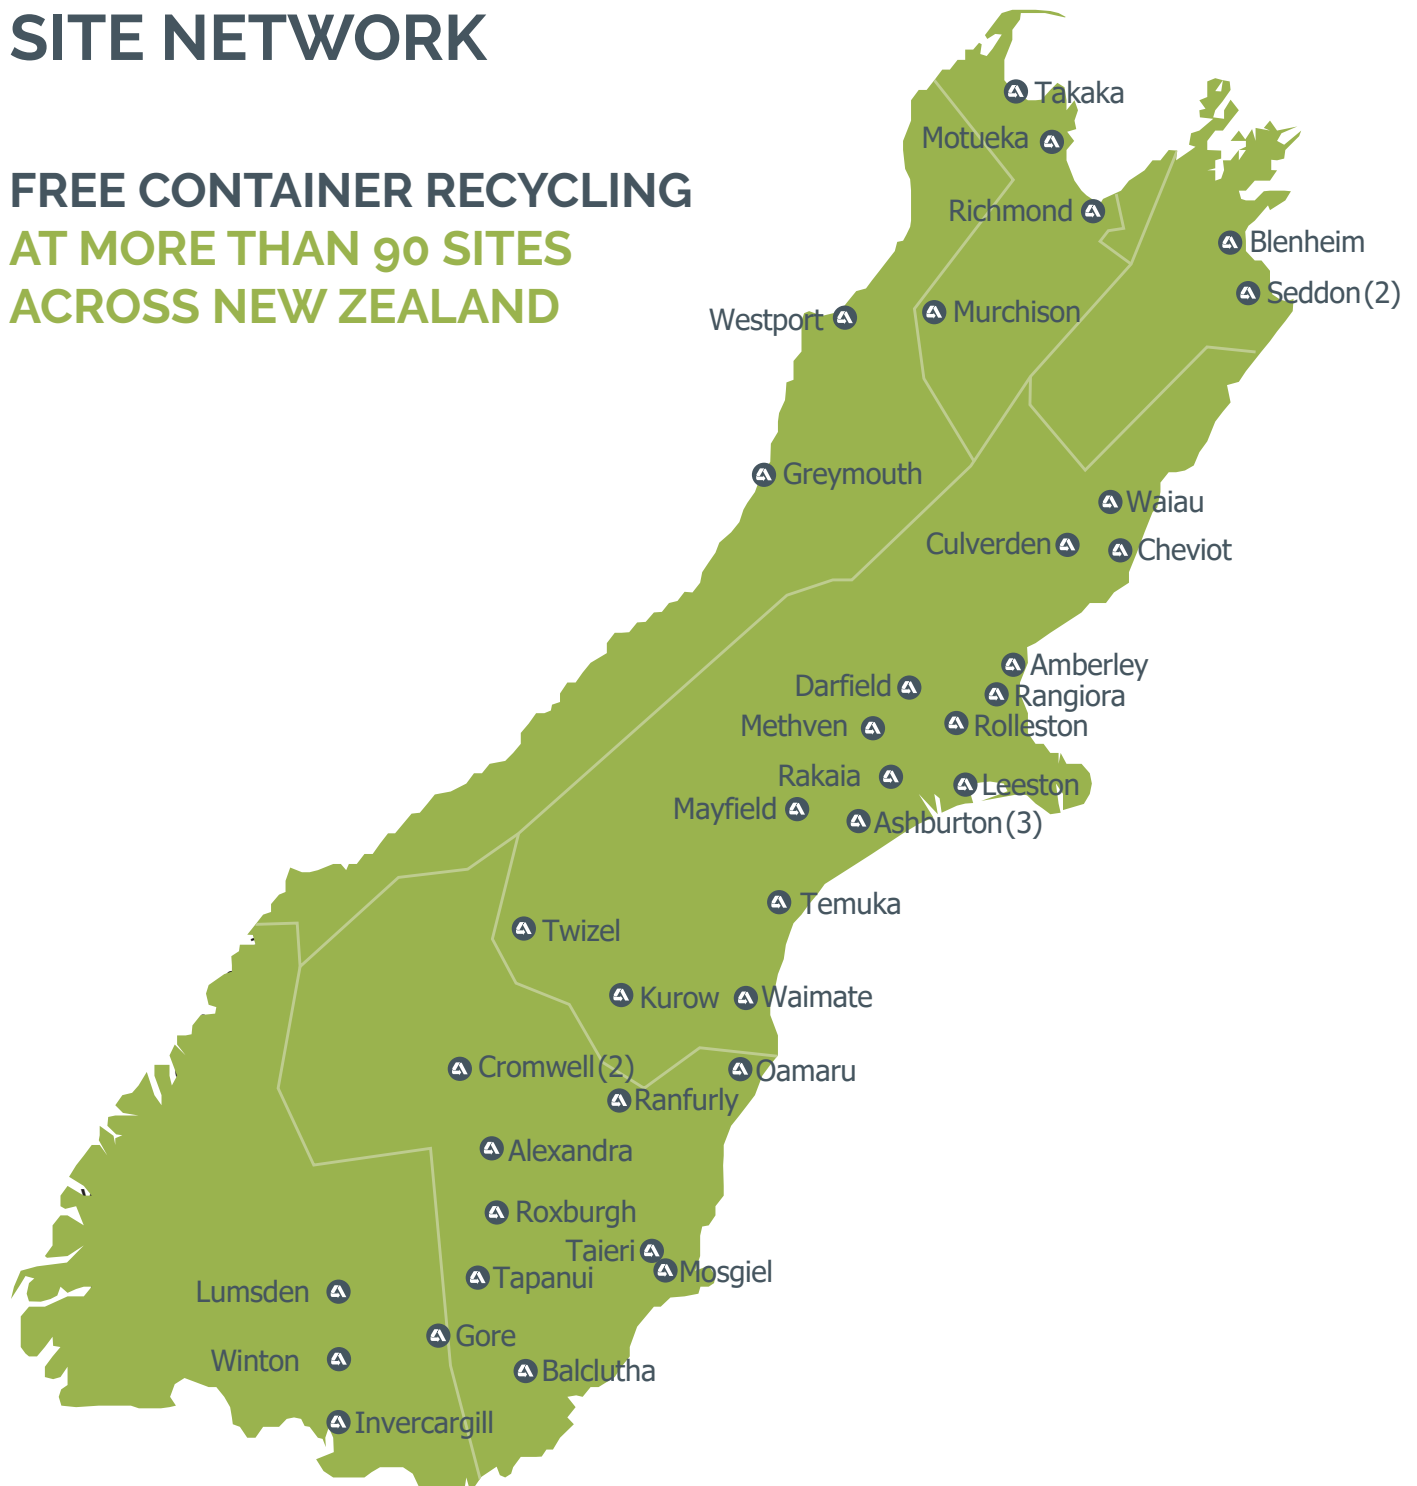 SITE NETWORK
FREE CONTAINER RECYCLING
AT MORE THAN 90 SITES
ACROSS NEW ZEALAND
Takaka
Motueka
Richmond
Blenheim
Seddon (2)
Westport
Murchison
Greymouth
Waiau
Culverden
Cheviot
Amberley
Darfield
Rangiora
Methven
Rolleston
Rakaia
Leeston
Mayfield
Ashburton (3)
Temuka
Twizel
Kurow
Waimate
Cromwell (2)
Oamaru
Ranfurly
Alexandra
Roxburgh
Taieri
Mosgiel
Tapanui
Lumsden
Gore
Winton
Balclutha
Invercargill